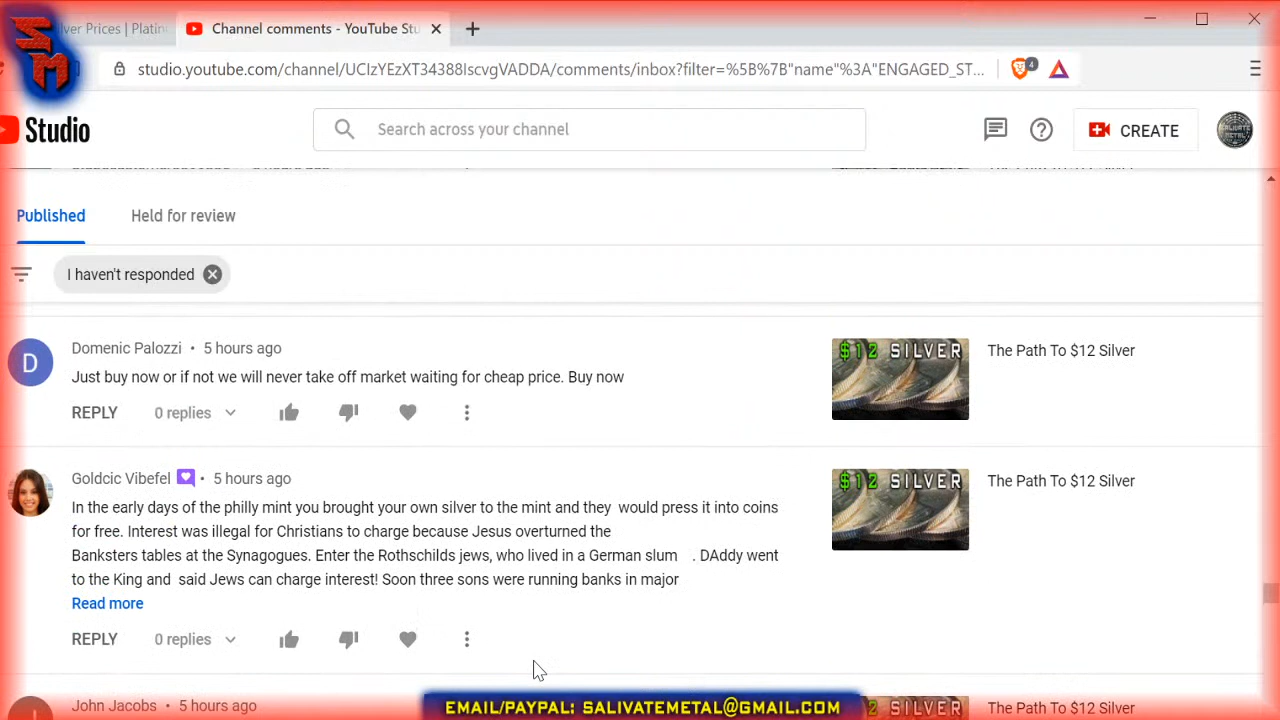 SM
lver Prices | Platin
Channel comments - YouTube Stu
studio.youtube.com/channel/UCIzYEzXT34388IscvgVADDA/comments/inbox?filter=%5B%7B"name"%3A"ENGAGED_ST...
4
Studio
Search across your channel
CREATE
SALIVATE METAL
Published
Held for review
I haven't responded
Domenic Palozzi • 5 hours ago
Just buy now or if not we will never take off market waiting for cheap price. Buy now
REPLY 0 replies
$12 SILVER
The Path To $12 Silver
D
Goldcic Vibefel • 5 hours ago
In the early days of the philly mint you brought your own silver to the mint and they would press it into coins
for free. Interest was illegal for Christians to charge because Jesus overturned the
Banksters tables at the Synagogues. Enter the Rothschilds jews, who lived in a German slum . DAddy went
to the King and said Jews can charge interest! Soon three sons were running banks in major
Read more
REPLY 0 replies
$12 SILVER
The Path To $12 Silver
John Jacobs • 5 hours ago
The Path To $12 Silver
EMAIL/PAYPAL: SALIVATEMETAL@GMAIL.COM